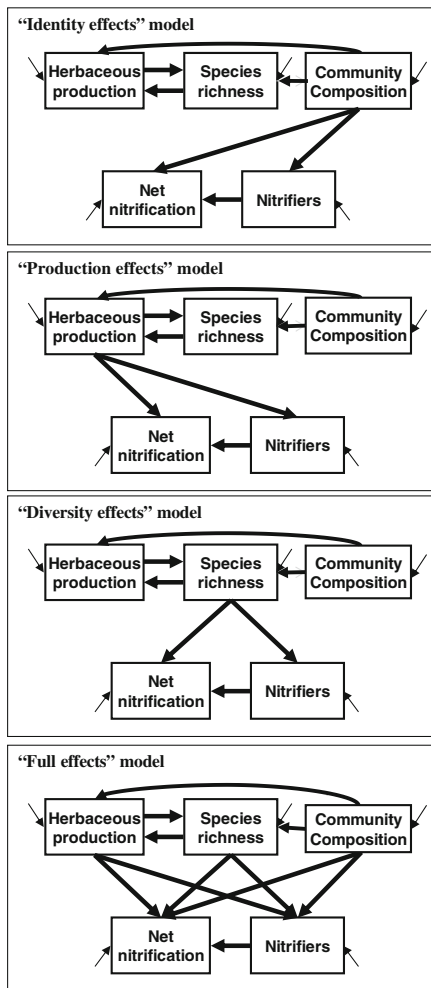 “Identity effects” model
Herbaceous production
Species richness
Community Composition
Net nitrification
Nitrifiers
“Production effects” model
Herbaceous production
Species richness
Community Composition
Net nitrification
Nitrifiers
“Diversity effects” model
Herbaceous production
Species richness
Community Composition
Net nitrification
Nitrifiers
“Full effects” model
Herbaceous production
Species richness
Community Composition
Net nitrification
Nitrifiers